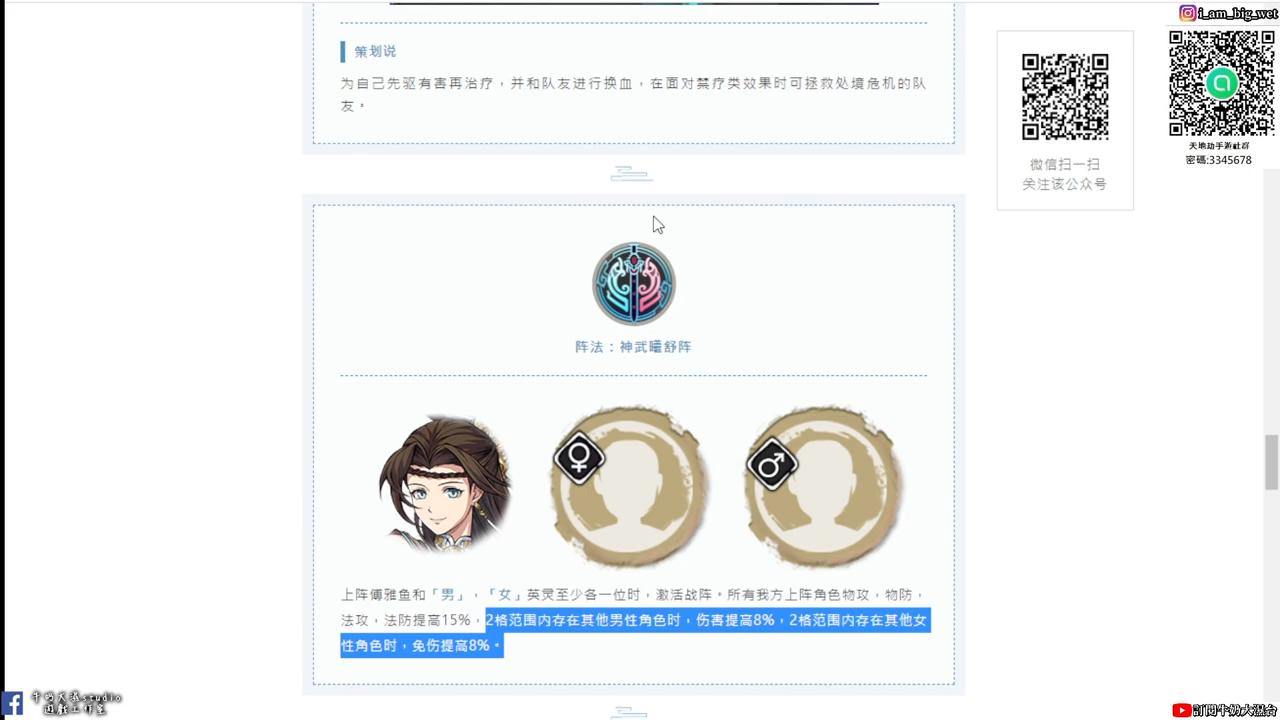 策划说
为自己先驱有害再治疗，并和队友进行换血，在面对禁疗类效果时可拯救处境危机的队
友。
阵法：神武曦舒阵
上阵傅雅鱼和「男」，「女」英灵至少各一位时，激活战阵。所有我方上阵角色物攻，物防，
法攻，法防提高15%，2格范围内存在其他男性角色时，伤害提高8%，2格范围内存在其他女
性角色时，免伤提高8%。
微信扫一扫
关注该公众号
i_am_big_wet
天地劫手游社群
密碼:3345678
studio
遊戲工作室